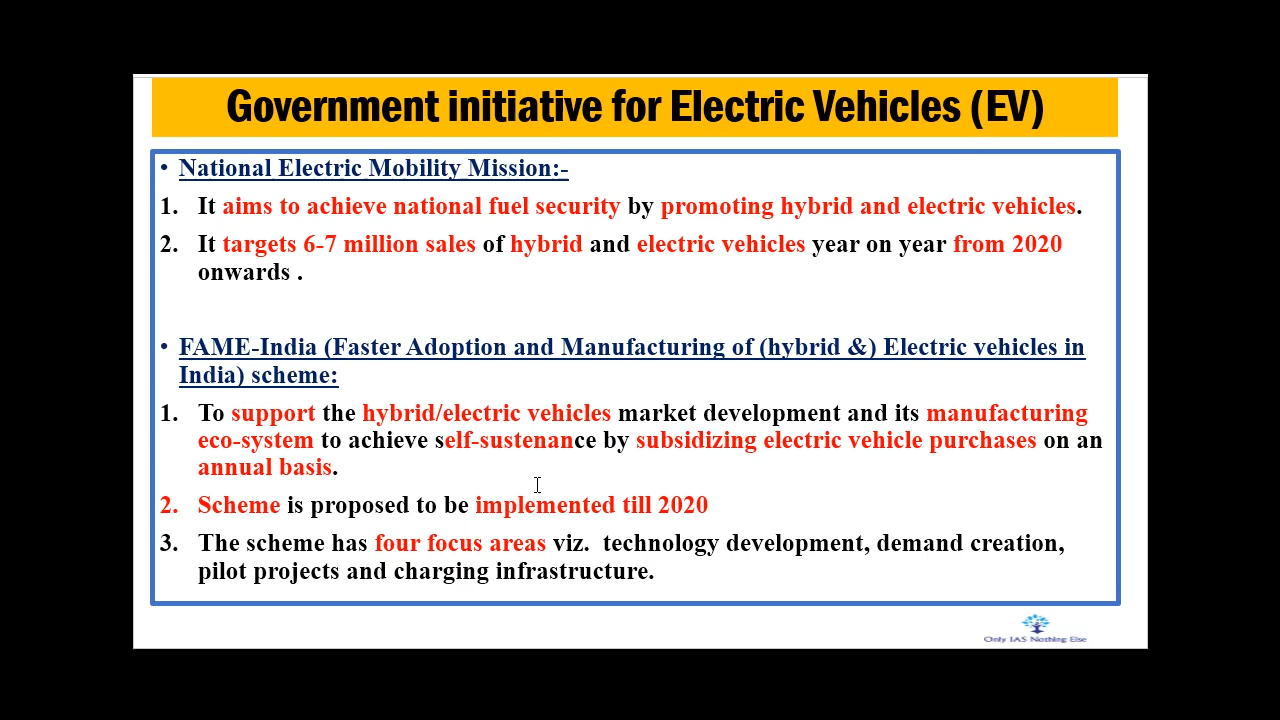 Government initiative for Electric Vehicles (EV)
• National Electric Mobility Mission:-
1. It aims to achieve national fuel security by promoting hybrid and electric vehicles.
2. It targets 6-7 million sales of hybrid and electric vehicles year on year from 2020
onwards .
• FAME-India (Faster Adoption and Manufacturing of (hybrid &) Electric vehicles in
India) scheme:
1. To support the hybrid/electric vehicles market development and its manufacturing
eco-system to achieve self-sustenance by subsidizing electric vehicle purchases on an
annual basis.
2. Scheme is proposed to be implemented till 2020
3. The scheme has four focus areas viz. technology development, demand creation,
pilot projects and charging infrastructure.
Only IAS Nothing Else